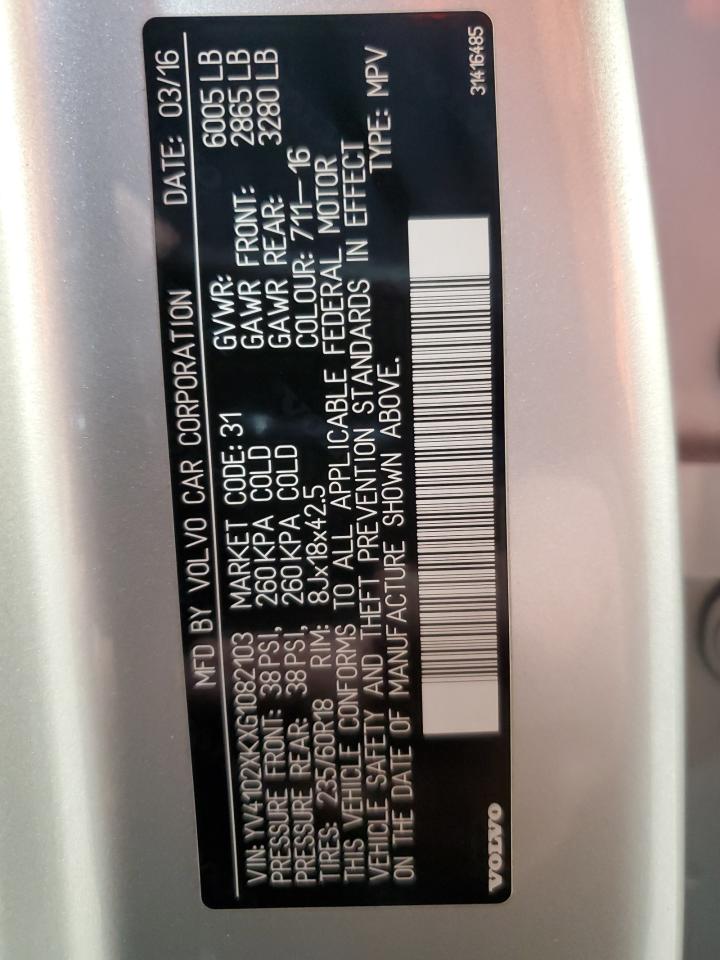 MFD BY VOLVO CAR CORPORATION DATE: 03/16
VIN: YV4102XKXG1082103 MARKET CODE: 31 GVWR: 6005 LB
PRESSURE FRONT: 38 PSI, 260 KPA COLD GAWR FRONT: 2865 LB
PRESSURE REAR: 38 PSI, 260 KPA COLD GAWR REAR: 3280 LB
TIRES: 235/60R18 RIM: 8Jx18x42.5 COLOUR: 711—16
THIS VEHICLE CONFORMS TO ALL APPLICABLE FEDERAL MOTOR
VEHICLE SAFETY AND THEFT PREVENTION STANDARDS IN EFFECT
ON THE DATE OF MANUFACTURE SHOWN ABOVE. TYPE: MPV
VOLVO 31416485